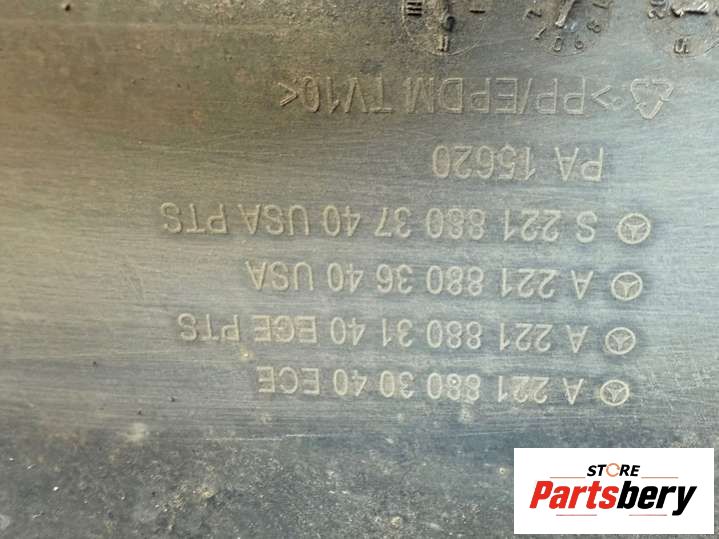 A 221 880 30 40 ECE
A 221 880 31 40 EGE PTS
A 221 880 36 40 USA
S 221 880 37 40 USA PTS
PA 15620
>PP/EPDM TV10<
STORE
Partsbery